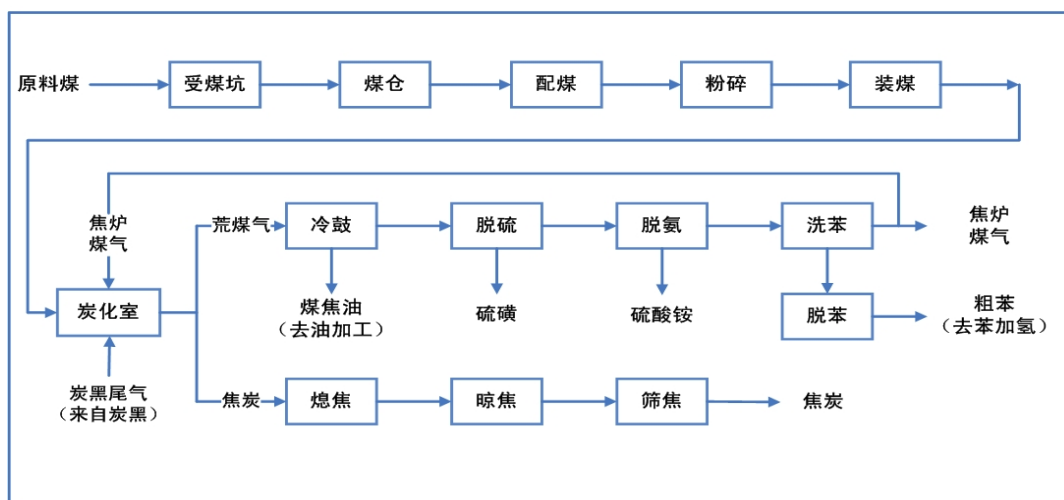 原料煤
受煤坑
煤仓
配煤
粉碎
装煤
焦炉
煤气
荒煤气
冷鼓
脱硫
脱氨
洗苯
焦炉
煤气
炭化室
煤焦油
(去油加工)
硫磺
硫酸铵
脱苯
粗苯
(去苯加氢)
炭黑尾气
(来自炭黑)
焦炭
熄焦
晾焦
筛焦
焦炭